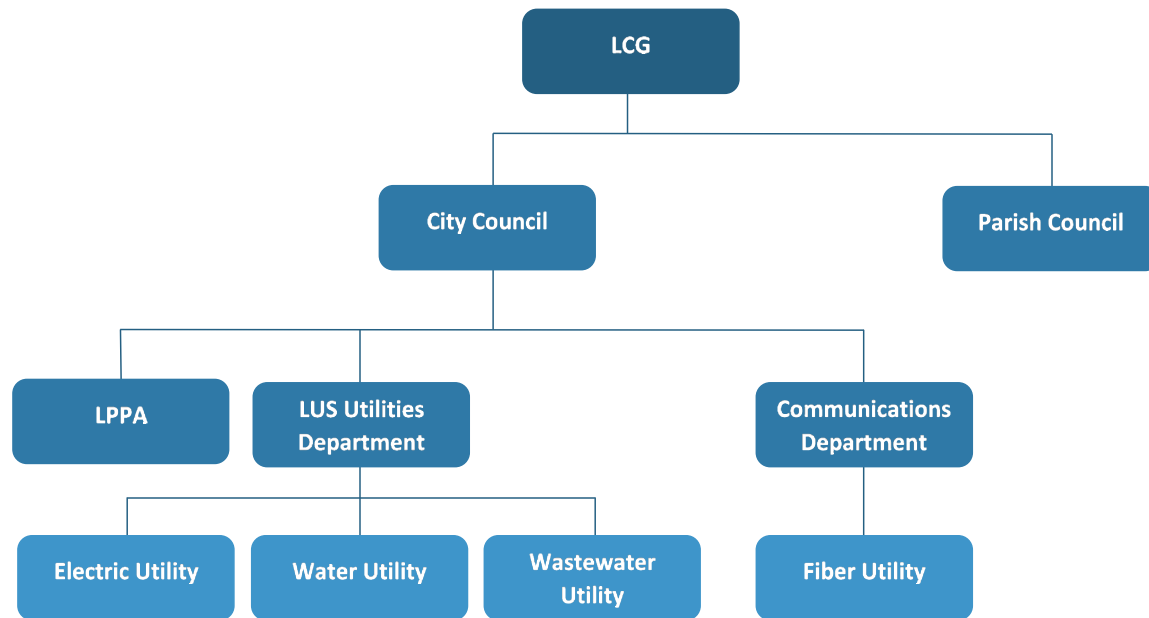 LCG
City Council
Parish Council
LPPA
LUS Utilities
Department
Communications
Department
Electric Utility
Water Utility
Wastewater
Utility
Fiber Utility